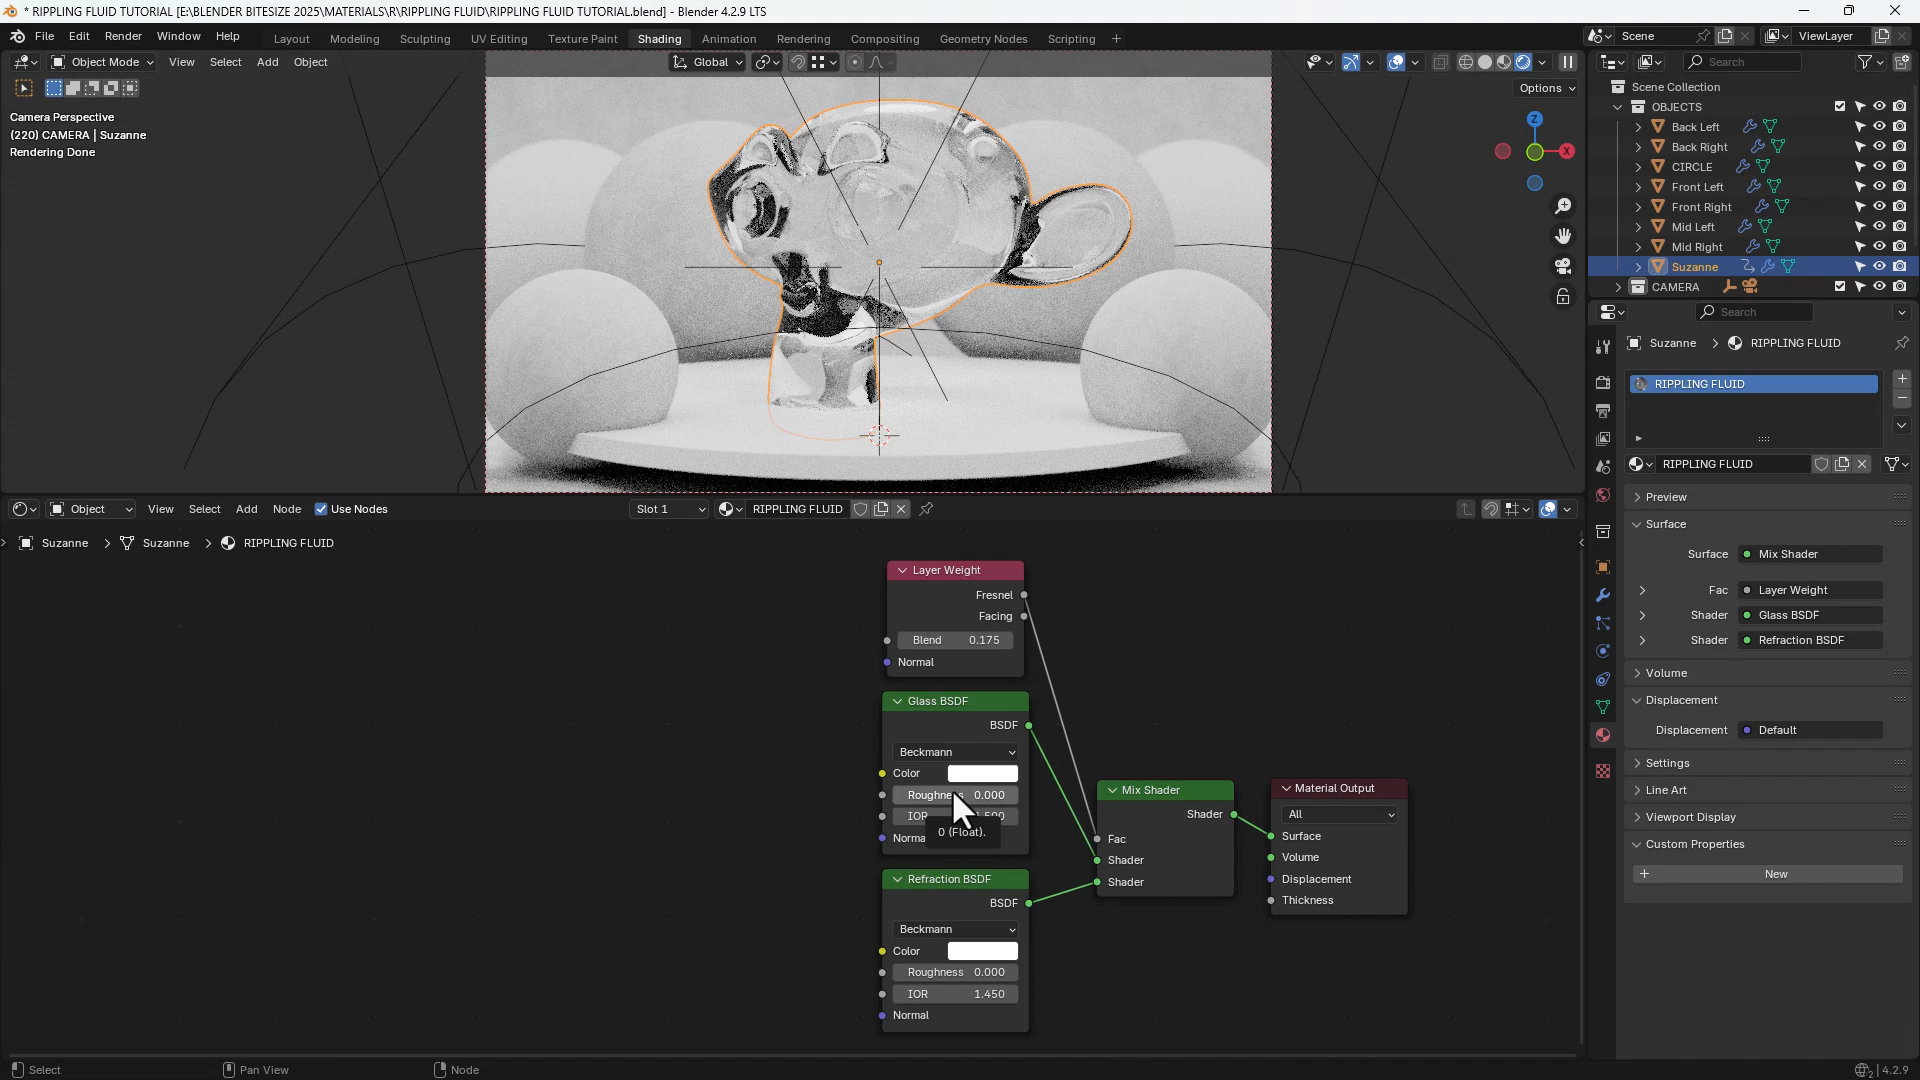 * RIPPLING FLUID TUTORIAL [E:\BLENDER BITESIZE 2025\MATERIALS\R\RIPPLING FLUID\RIPPLING FLUID TUTORIAL.blend] - Blender 4.2.9 LTS
File Edit Render Window Help Layout Modeling Sculpting UV Editing Texture Paint Shading Animation Rendering Compositing Geometry Nodes Scripting + Scene ViewLayer
Object Mode View Select Add Object Global Search
Options
Camera Perspective
(220) CAMERA | Suzanne
Rendering Done
Z
X
Scene Collection
OBJECTS
Back Left
Back Right
CIRCLE
Front Left
Front Right
Mid Left
Mid Right
Suzanne
CAMERA
Search
Suzanne > RIPPLING FLUID
RIPPLING FLUID
RIPPLING FLUID
Preview
Surface
Surface Mix Shader
Fac Layer Weight
Shader Glass BSDF
Shader Refraction BSDF
Volume
Displacement
Displacement Default
Settings
Line Art
Viewport Display
Custom Properties
+ New
Object View Select Add Node Use Nodes Slot 1 RIPPLING FLUID
Suzanne > Suzanne > RIPPLING FLUID
Layer Weight
Fresnel
Facing
Blend 0.175
Normal
Glass BSDF
BSDF
Beckmann
Color
Roughness 0.000
IOR
0 (Float).
Refraction BSDF
BSDF
Beckmann
Color
Roughness 0.000
IOR 1.450
Normal
Mix Shader
Shader
Fac
Shader
Shader
Material Output
All
Surface
Volume
Displacement
Thickness
Select Pan View Node 4.2.9